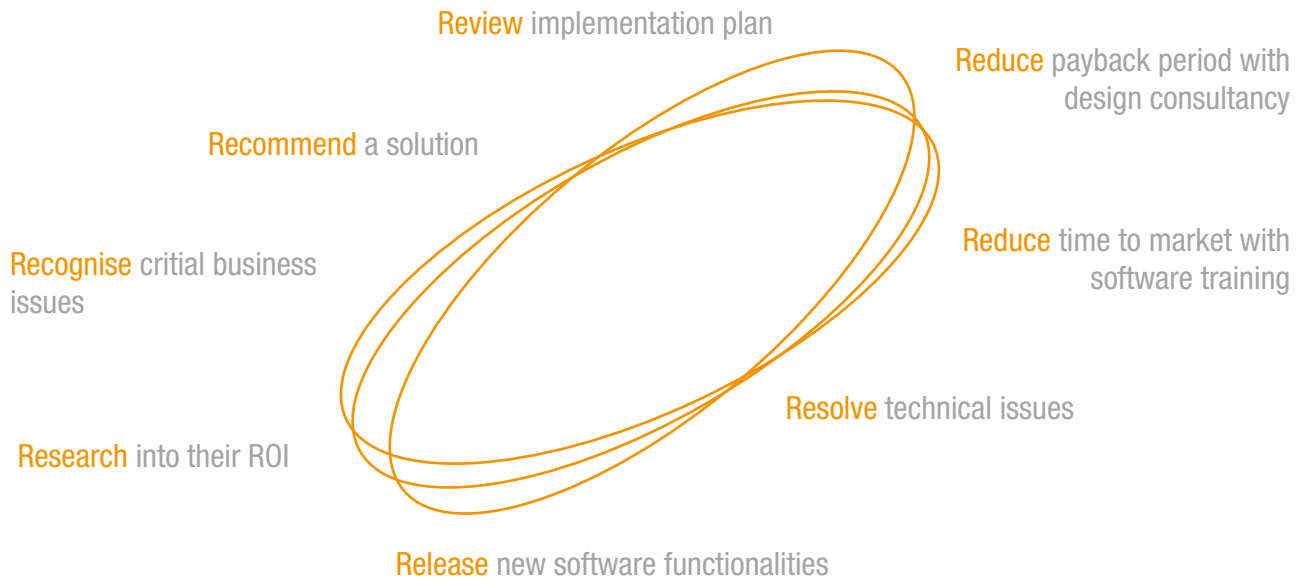 Review implementation plan
Reduce payback period with
design consultancy
Recommend a solution
Reduce time to market with
software training
Recognise critial business
issues
Resolve technical issues
Research into their ROI
Release new software functionalities